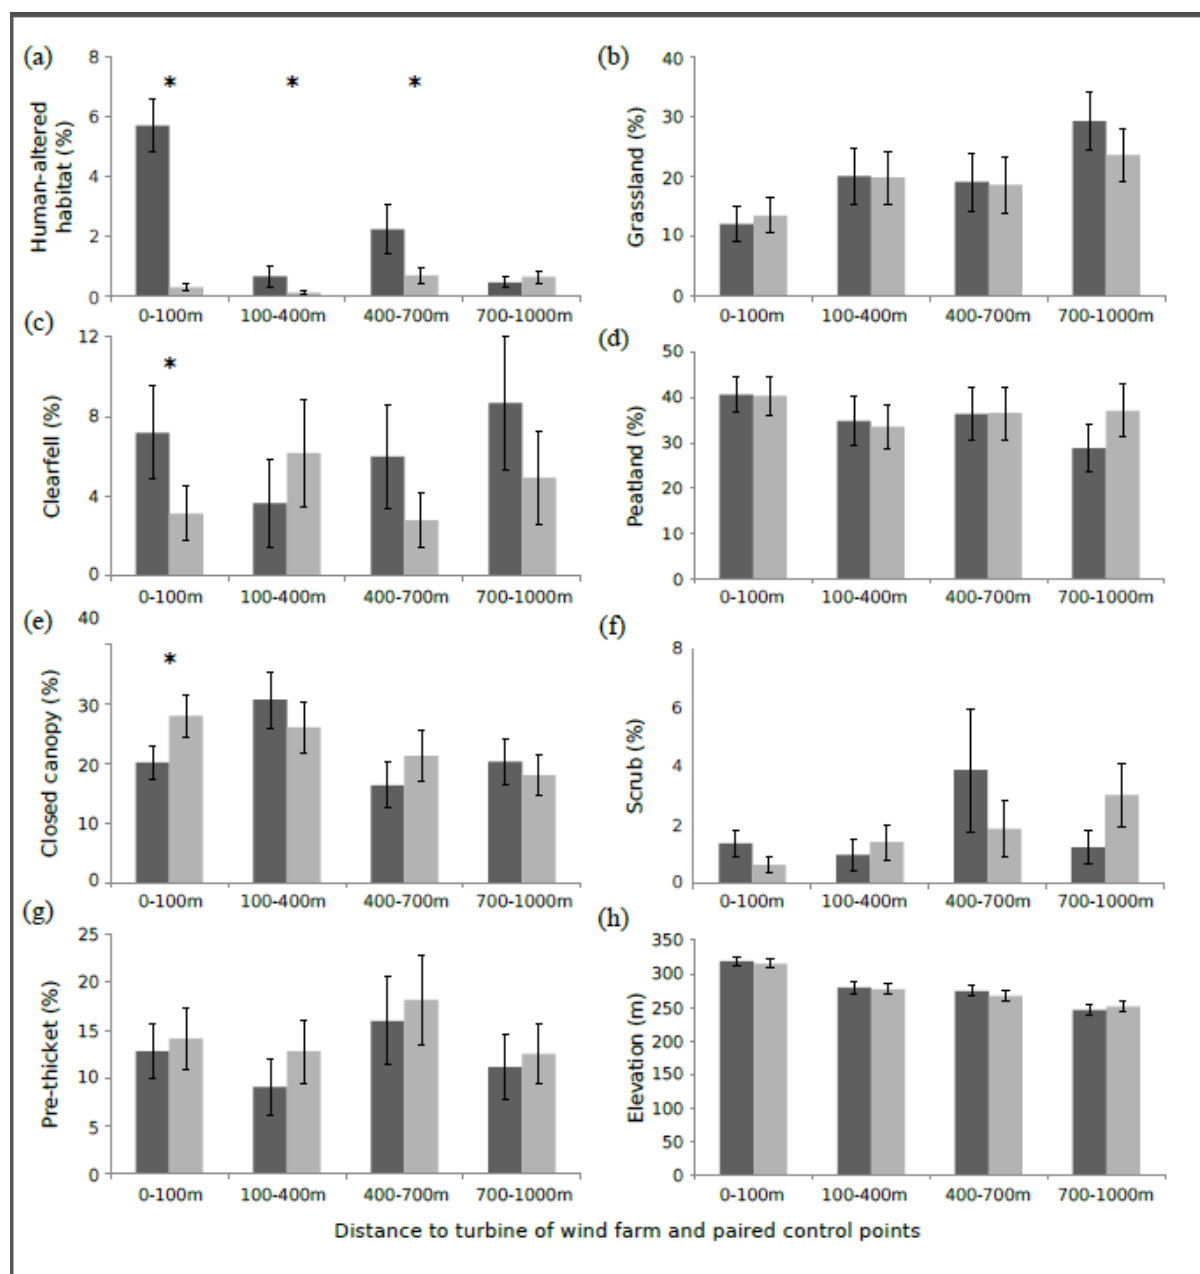 (a)
Human-altered
habitat (%)
8
6
4
2
0
*
*
*
0-100m 100-400m 400-700m 700-1000m
(b)
Grassland (%)
40
30
20
10
0
0-100m 100-400m 400-700m 700-1000m
(c)
Clearfell (%)
12
8
4
0
*
0-100m 100-400m 400-700m 700-1000m
(d)
Peatland (%)
50
40
30
20
10
0
0-100m 100-400m 400-700m 700-1000m
(e)
Closed canopy (%)
40
30
20
10
0
*
0-100m 100-400m 400-700m 700-1000m
(f)
Scrub (%)
8
6
4
2
0
0-100m 100-400m 400-700m 700-1000m
(g)
Pre-thicket (%)
25
20
15
10
5
0
0-100m 100-400m 400-700m 700-1000m
(h)
Elevation (m)
350
300
250
200
150
100
50
0
0-100m 100-400m 400-700m 700-1000m
Distance to turbine of wind farm and paired control points